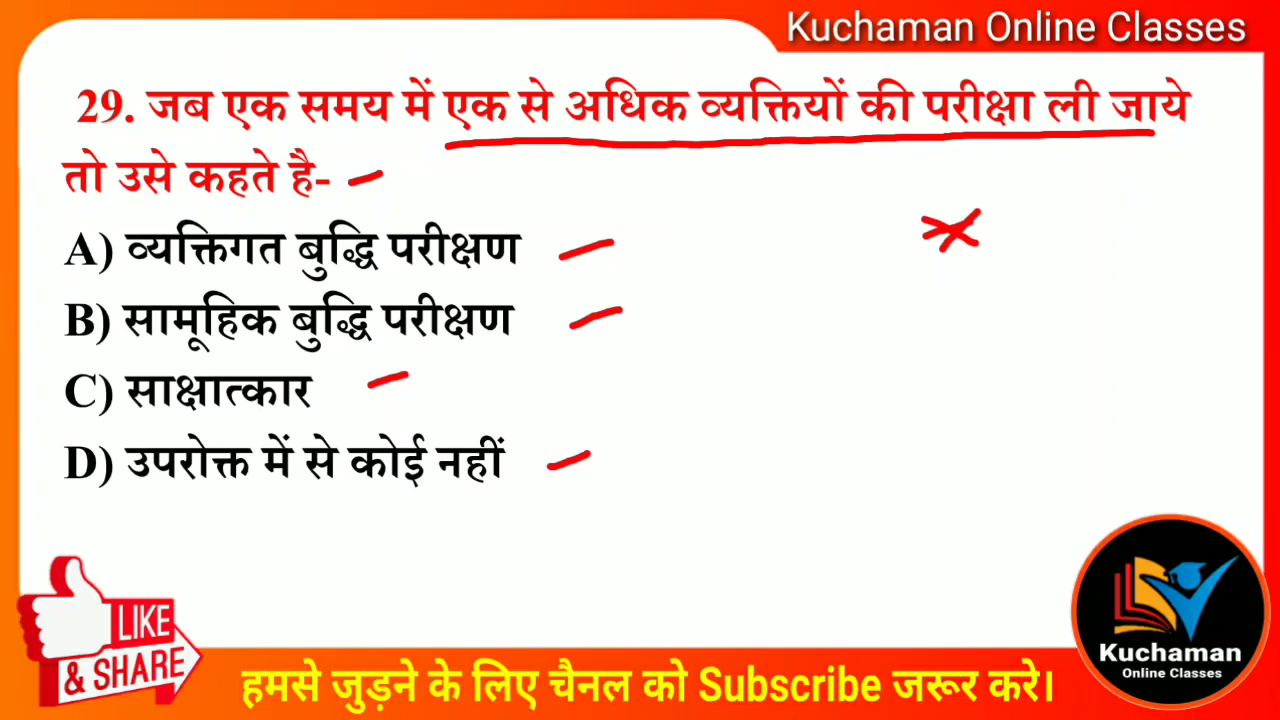 Kuchaman Online Classes
29. जब एक समय में एक से अधिक व्यक्तियों की परीक्षा ली जाये
तो उसे कहते है-
A) व्यक्तिगत बुद्धि परीक्षण
B) सामूहिक बुद्धि परीक्षण
C) साक्षात्कार
D) उपरोक्त में से कोई नहीं
LIKE
& SHARE
हमसे जुड़ने के लिए चैनल को Subscribe जरूर करे।
Kuchaman
Online Classes